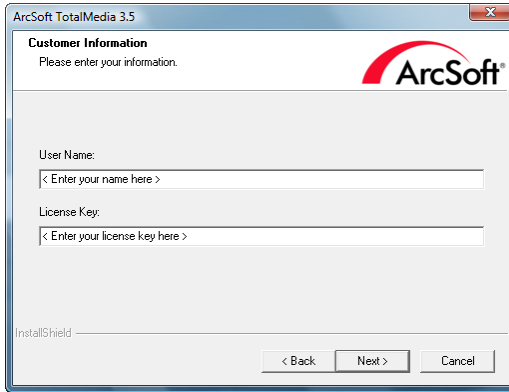 ArcSoft TotalMedia 3.5
Customer Information
Please enter your information.
ArcSoft®
User Name:
< Enter your name here >
License Key:
< Enter your license key here >
InstallShield
< Back
Next >
Cancel